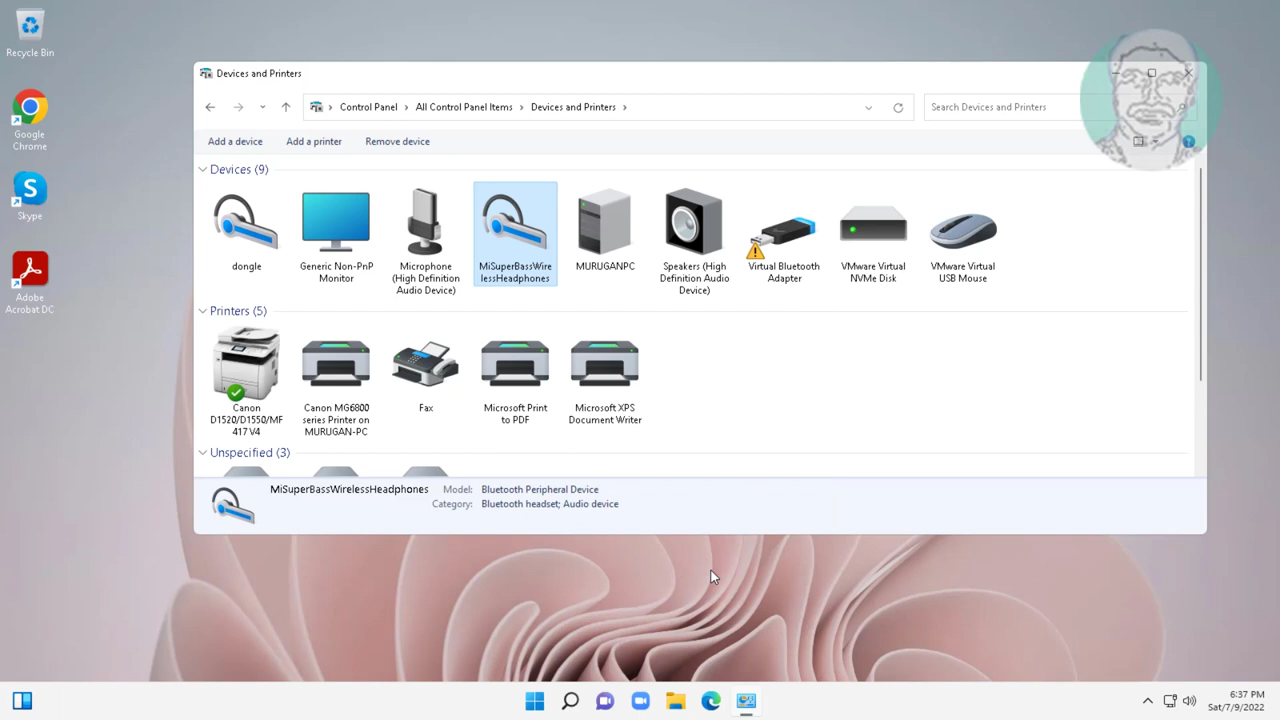 Recycle Bin
Google
Chrome
Skype
Adobe
Acrobat DC
Devices and Printers
Control Panel
All Control Panel Items
Devices and Printers
Search Devices and Printers
Add a device
Add a printer
Remove device
Devices (9)
dongle
Generic Non-PnP
Monitor
Microphone
(High Definition
Audio Device)
MiSuperBassWire
lessHeadphones
MURUGANPC
Speakers (High
Definition Audio
Device)
Virtual Bluetooth
Adapter
VMware Virtual
NVMe Disk
VMware Virtual
USB Mouse
Printers (5)
Canon
D1520/D1550/MF
417 V4
Canon MG6800
series Printer on
MURUGAN-PC
Fax
Microsoft Print
to PDF
Microsoft XPS
Document Writer
Unspecified (3)
MiSuperBassWirelessHeadphones
Model: Bluetooth Peripheral Device
Category: Bluetooth headset; Audio device
6:37 PM
Sat/7/9/2022